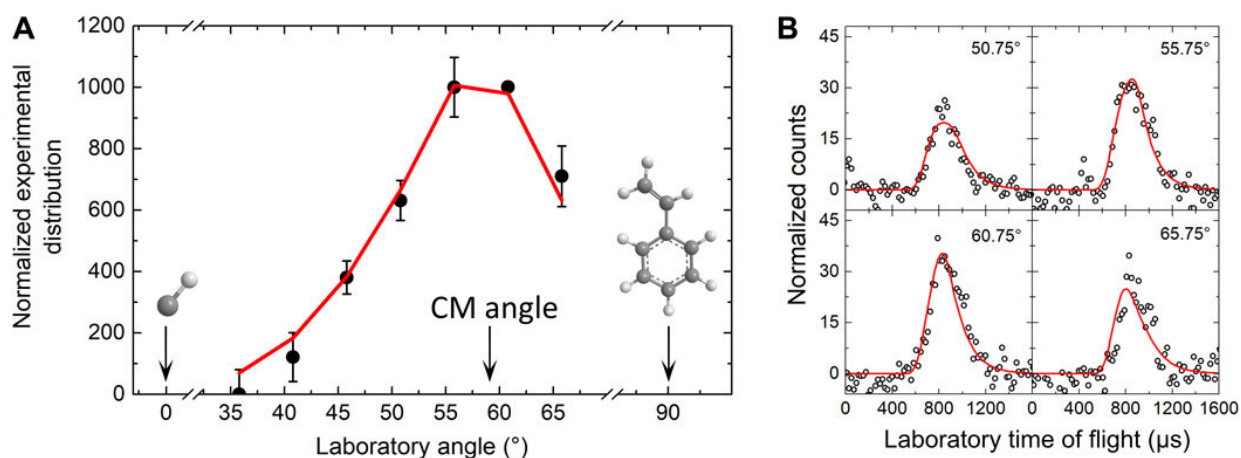 A
Normalized experimental
distribution
1200
1000
800
600
400
200
0
CM angle
0 35 40 45 50 55 60 65 90
Laboratory angle (°)
B
Normalized counts
45
30
15
0
50.75°
55.75°
45
30
15
0
60.75°
65.75°
0 400 800 1200 0 400 800 1200 1600
Laboratory time of flight (µs)